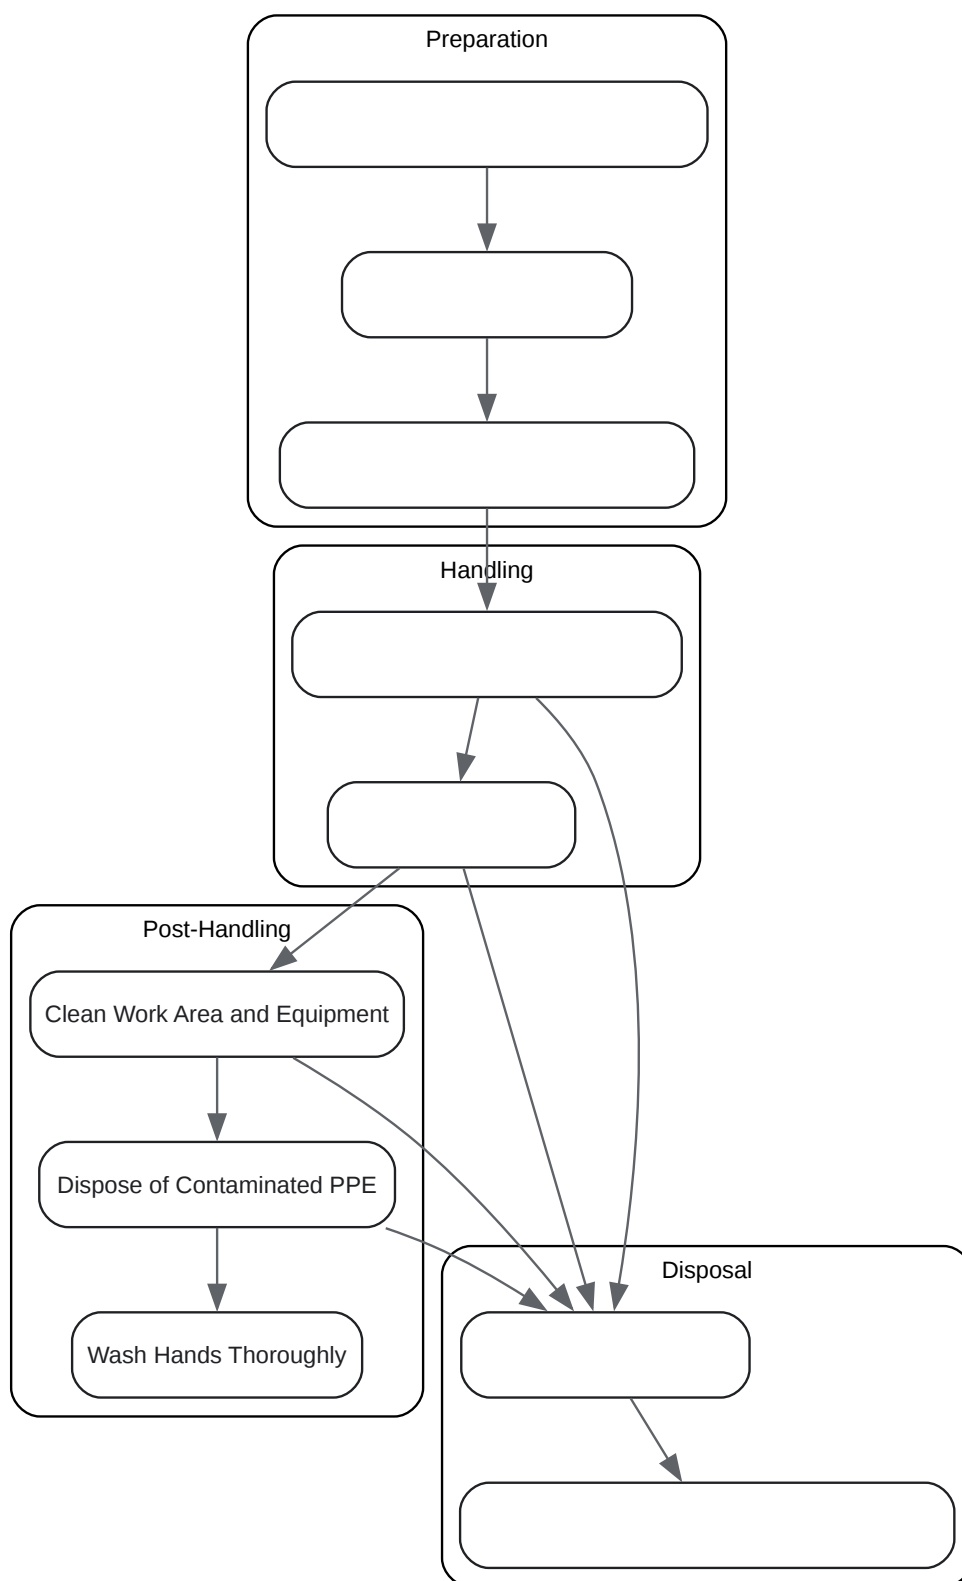 Preparation
Handling
Post-Handling
Clean Work Area and Equipment
Dispose of Contaminated PPE
Wash Hands Thoroughly
Disposal